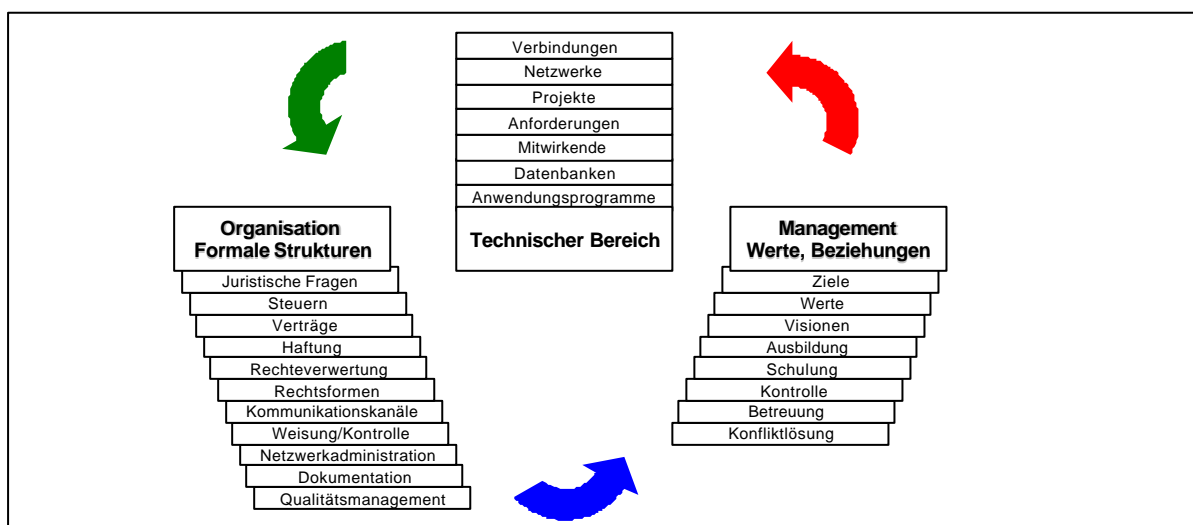 Verbindungen
Netzwerke
Projekte
Anforderungen
Mitwirkende
Datenbanken
Anwendungsprogramme
Technischer Bereich
Organisation
Formale Strukturen
Juristische Fragen
Steuern
Verträge
Haftung
Rechteverwertung
Rechtsformen
Kommunikationskanäle
Weisung/Kontrolle
Netzwerkadministration
Dokumentation
Qualitätsmanagement
Management
Werte, Beziehungen
Ziele
Werte
Visionen
Ausbildung
Schulung
Kontrolle
Betreuung
Konfliktlösung